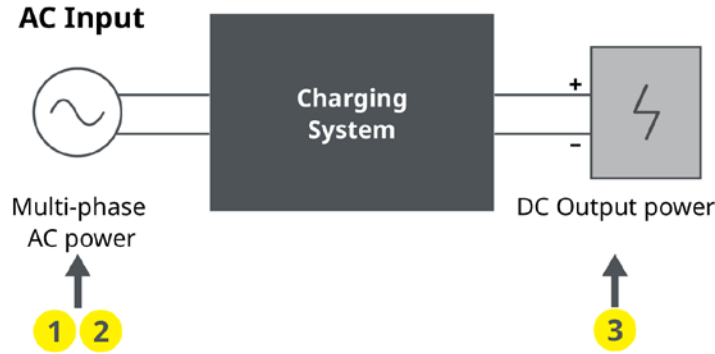 AC Input
Charging
System
+
−
Multi-phase
AC power
DC Output power
1 2
3